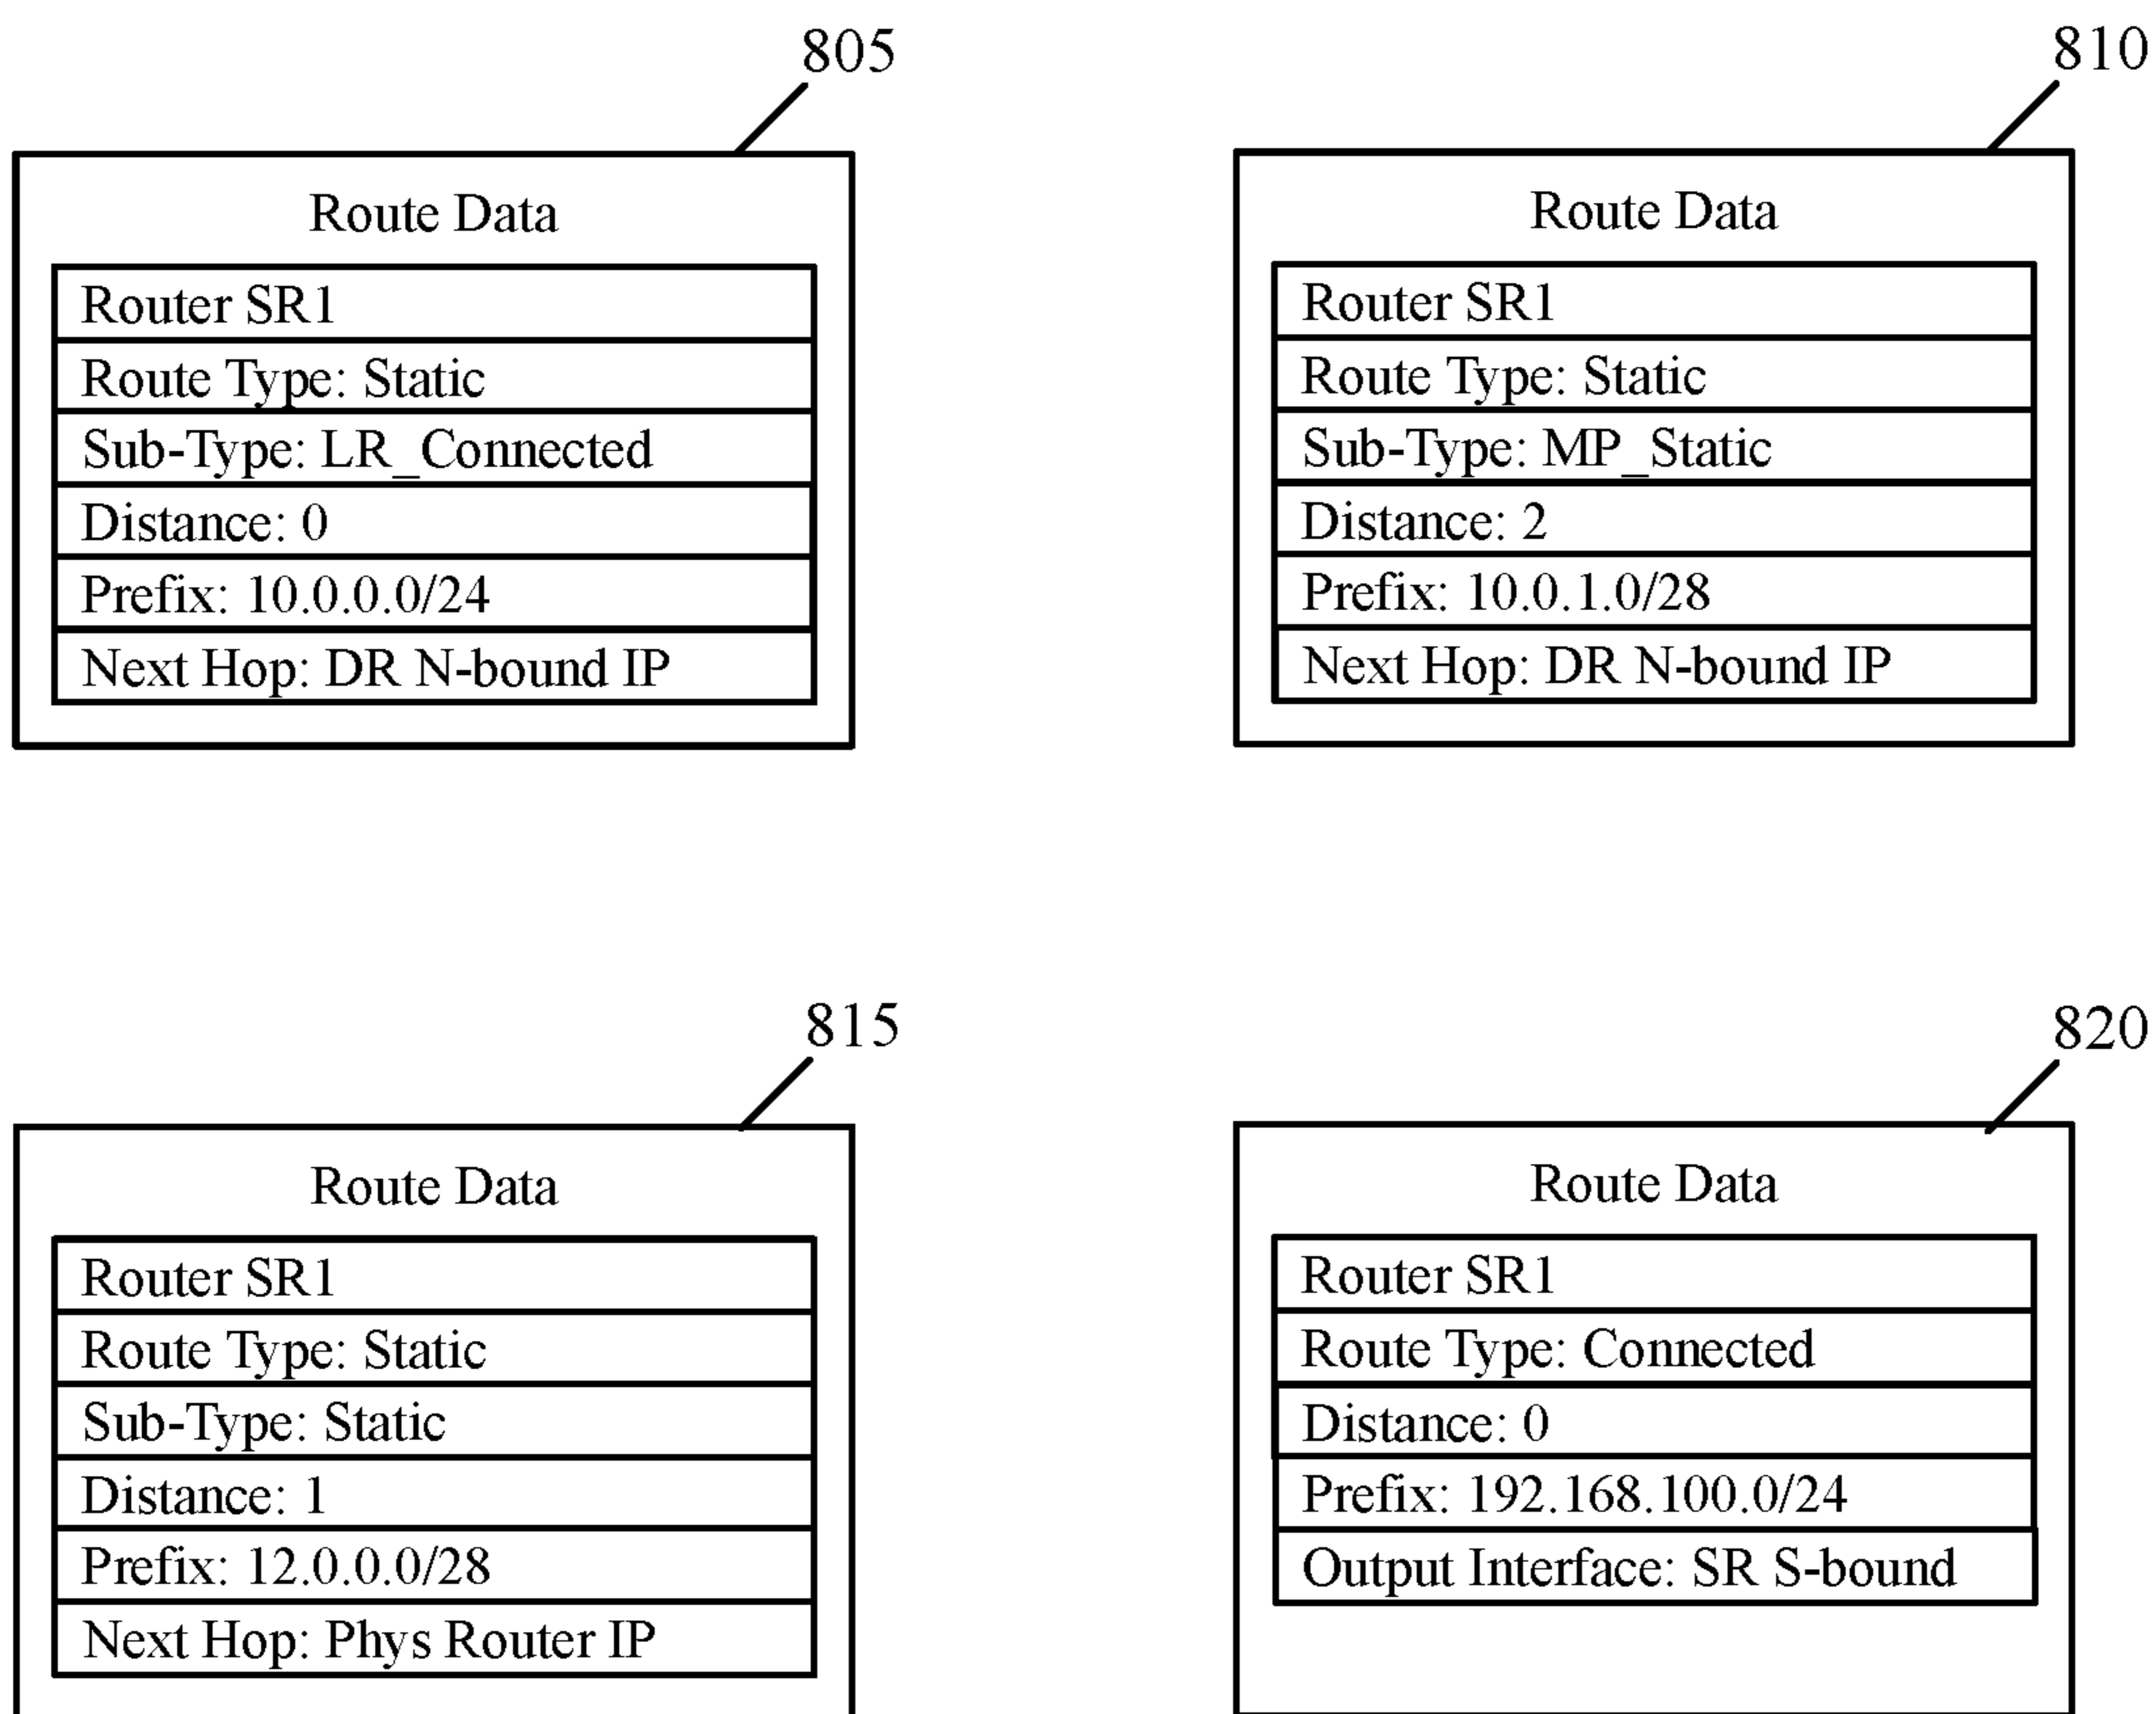 805
Route Data
Router SR1
Route Type: Static
Sub-Type: LR_Connected
Distance: 0
Prefix: 10.0.0.0/24
Next Hop: DR N-bound IP
810
Route Data
Router SR1
Route Type: Static
Sub-Type: MP_Static
Distance: 2
Prefix: 10.0.1.0/28
Next Hop: DR N-bound IP
815
Route Data
Router SR1
Route Type: Static
Sub-Type: Static
Distance: 1
Prefix: 12.0.0.0/28
Next Hop: Phys Router IP
820
Route Data
Router SR1
Route Type: Connected
Distance: 0
Prefix: 192.168.100.0/24
Output Interface: SR S-bound